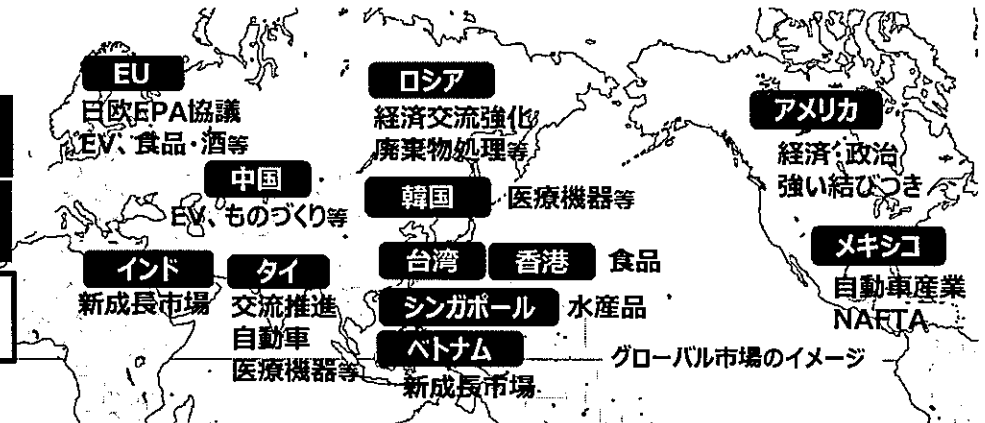 EU
日欧EPA協議
EV、食品・酒等
中国
EV、ものづくり等
インド
新成長市場
タイ
交流推進
自動車
医療機器等
ロシア
経済交流強化
廃棄物処理等
韓国 医療機器等
台湾 香港 食品
シンガポール 水産品
ベトナム
新成長市場
アメリカ
経済・政治
強い結びつき
メキシコ
自動車産業
NAFTA
グローバル市場のイメージ